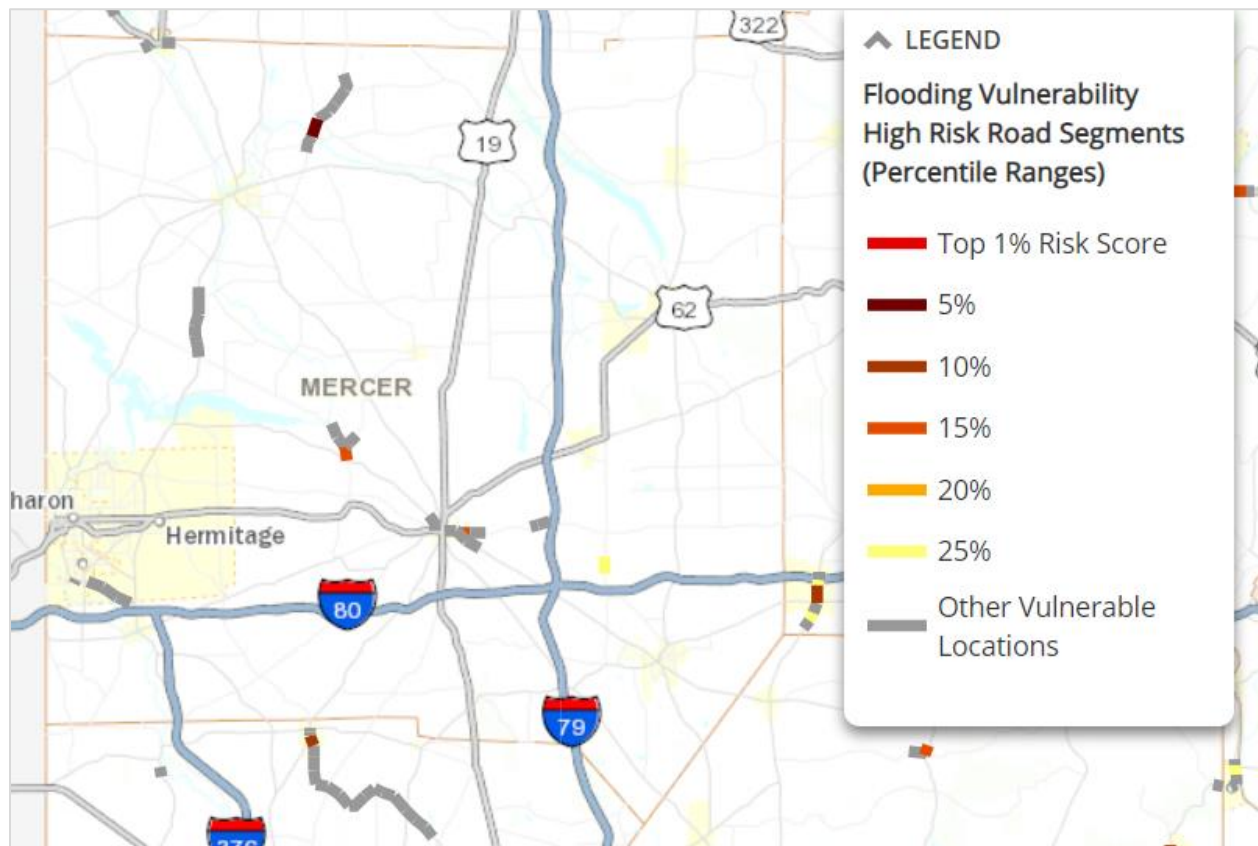 322
19
62
MERCER
haron
Hermitage
80
79
LEGEND
Flooding Vulnerability
High Risk Road Segments
(Percentile Ranges)
Top 1% Risk Score
5%
10%
15%
20%
25%
Other Vulnerable
Locations